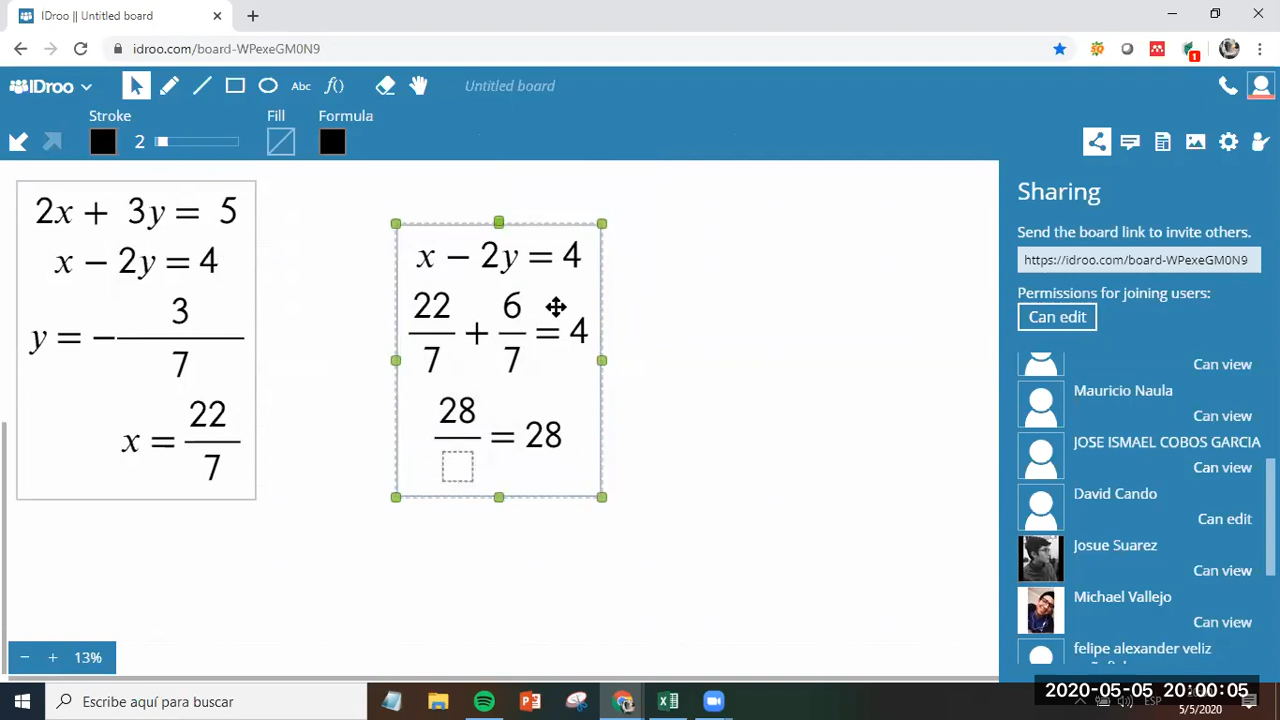 IDroo || Untitled board
idroo.com/board-WPexeGM0N9
1
IDroo
Abc
f()
Untitled board
Stroke
Fill
Formula
2
2x + 3y = 5
x − 2y = 4
y = −3/7
x = 22/7
x − 2y = 4
22/7 + 6/7 = 4
28/ = 28
Sharing
Send the board link to invite others.
https://idroo.com/board-WPexeGM0N9
Permissions for joining users:
Can edit
Can view
Mauricio Naula
Can view
JOSE ISMAEL COBOS GARCIA
Can view
David Cando
Can edit
Josue Suarez
Can view
Michael Vallejo
Can view
felipe alexander veliz
13%
Escribe aquí para buscar
ESP
2020-05-05 20:00:05
5/5/2020